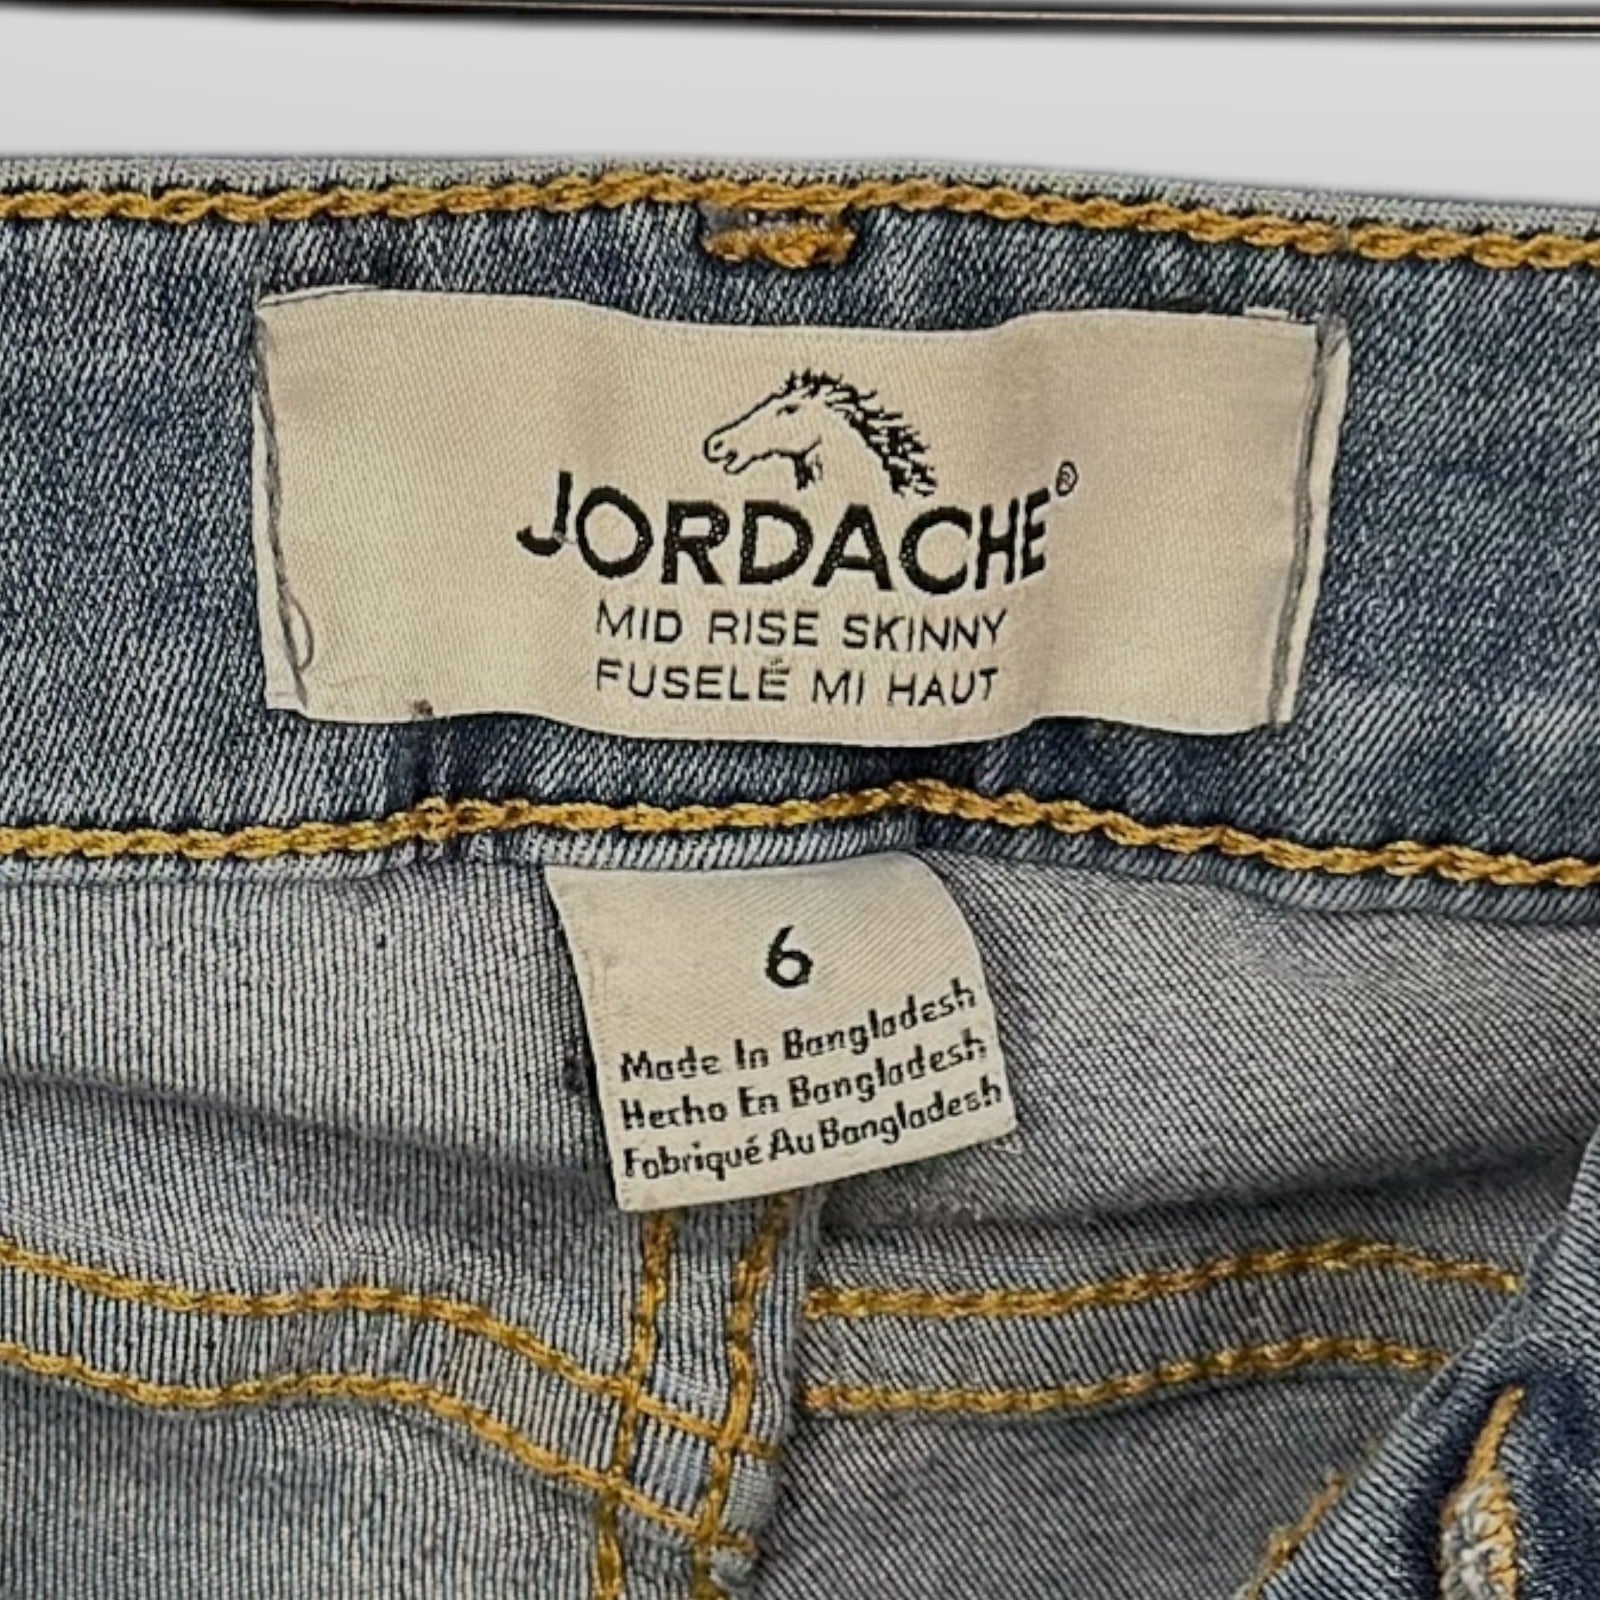 JORDACHE®
MID RISE SKINNY
FUSELÉ MI HAUT
6
Made In Bangladesh
Hecho En Bangladesh
Fabriqué Au Bangladesh